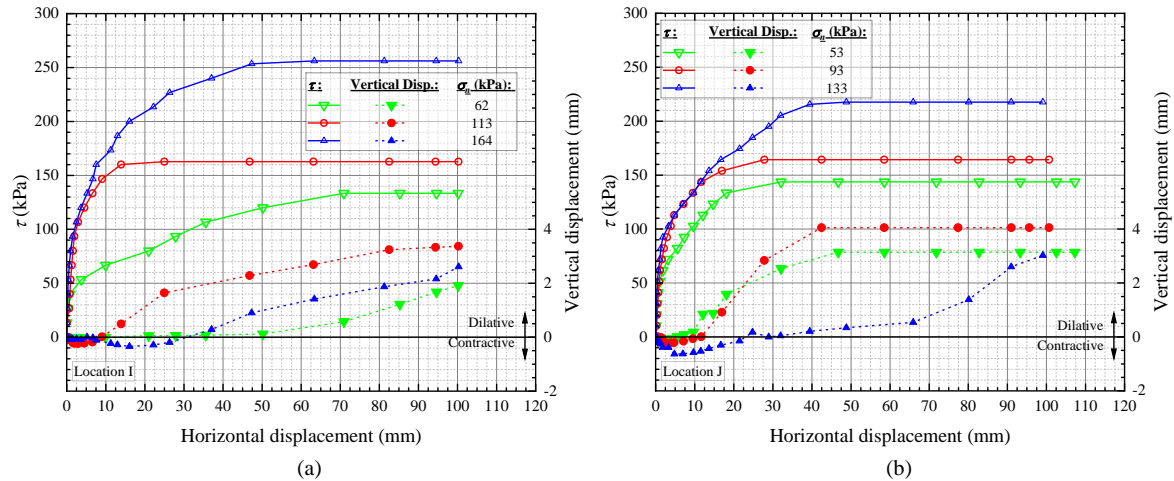 300
250
200
150
100
50
0
τ (kPa)
τ: Vertical Disp.: σn (kPa):
62
113
164
4
2
0
-2
Vertical displacement (mm)
Dilative
Contractive
Location I
0 10 20 30 40 50 60 70 80 90 100 110 120
Horizontal displacement (mm)
(a)
300
250
200
150
100
50
0
τ (kPa)
τ: Vertical Disp.: σn (kPa):
53
93
133
4
2
0
-2
Vertical displacement (mm)
Dilative
Contractive
Location J
0 10 20 30 40 50 60 70 80 90 100 110 120
Horizontal displacement (mm)
(b)